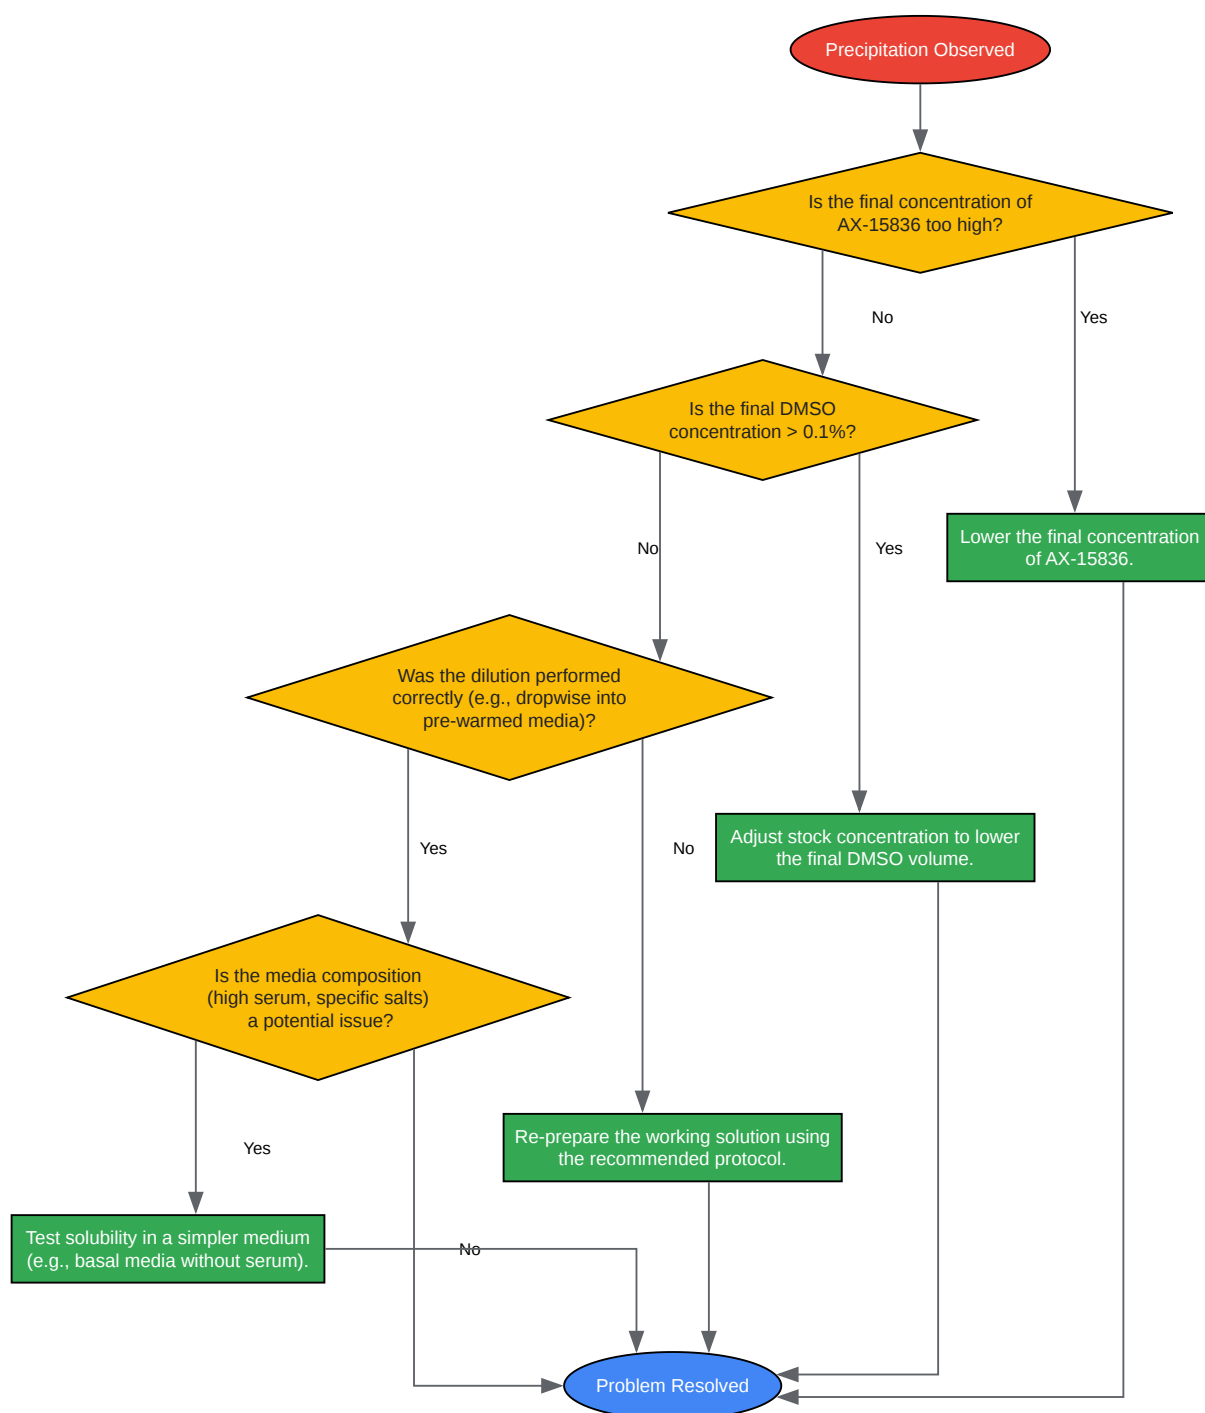 Precipitation Observed
Is the final concentration of
AX-15836 too high?
No
Yes
Is the final DMSO
concentration > 0.1%?
Lower the final concentration
of AX-15836.
No
Yes
Was the dilution performed
correctly (e.g., dropwise into
pre-warmed media)?
Adjust stock concentration to lower
the final DMSO volume.
Yes
No
Is the media composition
(high serum, specific salts)
a potential issue?
Re-prepare the working solution using
the recommended protocol.
Yes
Test solubility in a simpler medium
(e.g., basal media without serum).
No
Problem Resolved